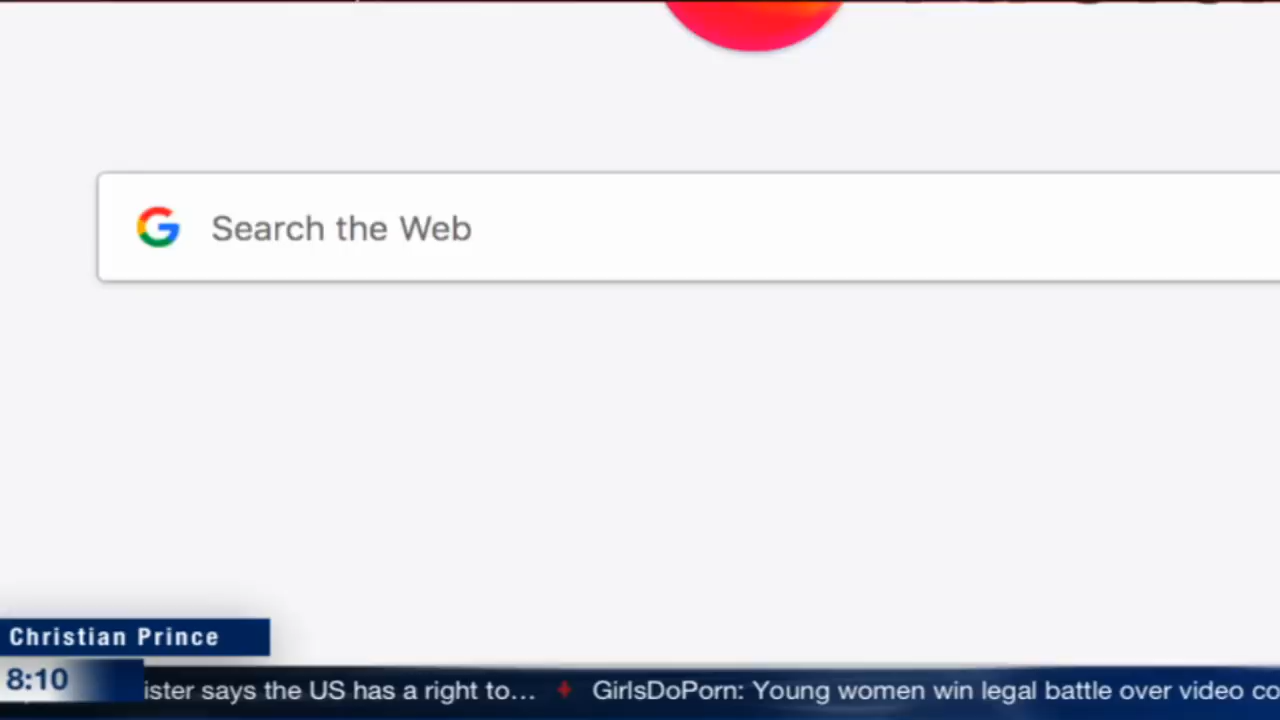 Search the Web
Christian Prince
8:10
ister says the US has a right to... GirlsDoPorn: Young women win legal battle over video co